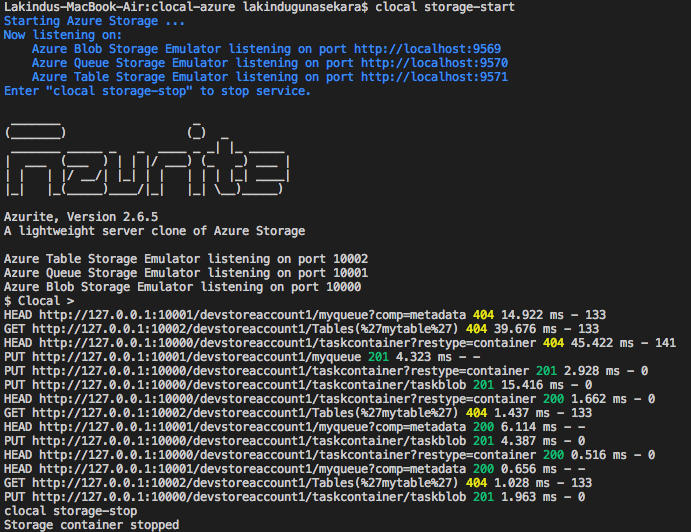 Lakindus-MacBook-Air:clocal-azure lakindugunasekara$ clocal storage-start
Starting Azure Storage ...
Now listening on:
Azure Blob Storage Emulator listening on port http://localhost:9569
Azure Queue Storage Emulator listening on port http://localhost:9570
Azure Table Storage Emulator listening on port http://localhost:9571
Enter "clocal storage-stop" to stop service.
Azurite
Azurite, Version 2.6.5
A lightweight server clone of Azure Storage
Azure Table Storage Emulator listening on port 10002
Azure Queue Storage Emulator listening on port 10001
Azure Blob Storage Emulator listening on port 10000
$ Clocal >
HEAD http://127.0.0.1:10001/devstoreaccount1/myqueue?comp=metadata 404 14.922 ms - 133
GET http://127.0.0.1:10002/devstoreaccount1/Tables(%27mytable%27) 404 39.676 ms - 133
HEAD http://127.0.0.1:10000/devstoreaccount1/taskcontainer?restype=container 404 45.422 ms - 141
PUT http://127.0.0.1:10001/devstoreaccount1/myqueue 201 4.323 ms - -
PUT http://127.0.0.1:10000/devstoreaccount1/taskcontainer?restype=container 201 2.928 ms - 0
PUT http://127.0.0.1:10000/devstoreaccount1/taskcontainer/taskblob 201 15.416 ms - 0
HEAD http://127.0.0.1:10000/devstoreaccount1/taskcontainer?restype=container 200 1.662 ms - 0
GET http://127.0.0.1:10002/devstoreaccount1/Tables(%27mytable%27) 404 1.437 ms - 133
HEAD http://127.0.0.1:10001/devstoreaccount1/myqueue?comp=metadata 200 6.114 ms - -
PUT http://127.0.0.1:10000/devstoreaccount1/taskcontainer/taskblob 201 4.387 ms - 0
HEAD http://127.0.0.1:10000/devstoreaccount1/taskcontainer?restype=container 200 0.516 ms - 0
HEAD http://127.0.0.1:10001/devstoreaccount1/myqueue?comp=metadata 200 0.656 ms - -
GET http://127.0.0.1:10002/devstoreaccount1/Tables(%27mytable%27) 404 1.028 ms - 133
PUT http://127.0.0.1:10000/devstoreaccount1/taskcontainer/taskblob 201 1.963 ms - 0
clocal storage-stop
Storage container stopped